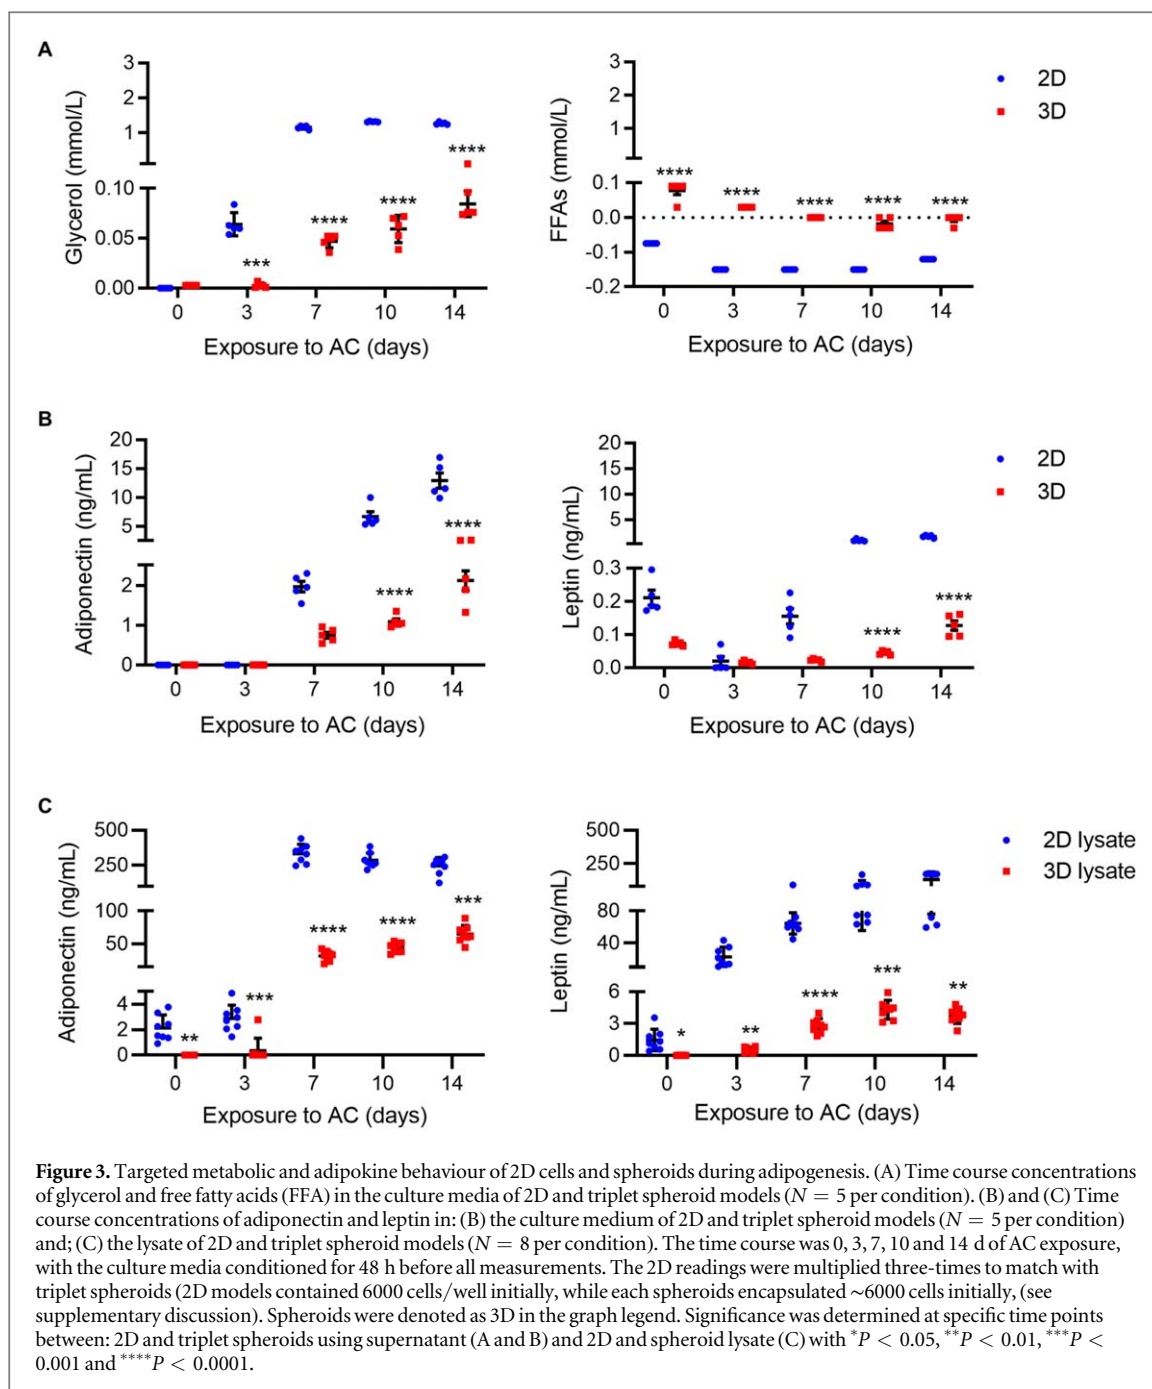 A
Glycerol (mmol/L)
3
2
1
0.10
0.05
0.00
***
****
****
****
0 3 7 10 14
Exposure to AC (days)
FFAs (mmol/L)
3
2
1
0.1
0.0
-0.1
-0.2
****
****
****
****
****
0 3 7 10 14
Exposure to AC (days)
2D
3D
B
Adiponectin (ng/mL)
20
15
10
5
2
1
0
****
****
0 3 7 10 14
Exposure to AC (days)
Leptin (ng/mL)
20
15
10
5
0.3
0.2
0.1
0.0
****
****
0 3 7 10 14
Exposure to AC (days)
2D
3D
C
Adiponectin (ng/mL)
500
250
100
50
4
2
0
**
***
****
****
***
0 3 7 10 14
Exposure to AC (days)
Leptin (ng/mL)
500
250
80
40
6
3
0
*
**
****
***
**
0 3 7 10 14
Exposure to AC (days)
2D lysate
3D lysate
Figure 3. Targeted metabolic and adipokine behaviour of 2D cells and spheroids during adipogenesis. (A) Time course concentrations
of glycerol and free fatty acids (FFA) in the culture media of 2D and triplet spheroid models (N = 5 per condition). (B) and (C) Time
course concentrations of adiponectin and leptin in: (B) the culture medium of 2D and triplet spheroid models (N = 5 per condition)
and; (C) the lysate of 2D and triplet spheroid models (N = 8 per condition). The time course was 0, 3, 7, 10 and 14 d of AC exposure,
with the culture media conditioned for 48 h before all measurements. The 2D readings were multiplied three-times to match with
triplet spheroids (2D models contained 6000 cells/well initially, while each spheroids encapsulated ~6000 cells initially, (see
supplementary discussion). Spheroids were denoted as 3D in the graph legend. Significance was determined at specific time points
between: 2D and triplet spheroids using supernatant (A and B) and 2D and spheroid lysate (C) with *P < 0.05, **P < 0.01, ***P <
0.001 and ****P < 0.0001.